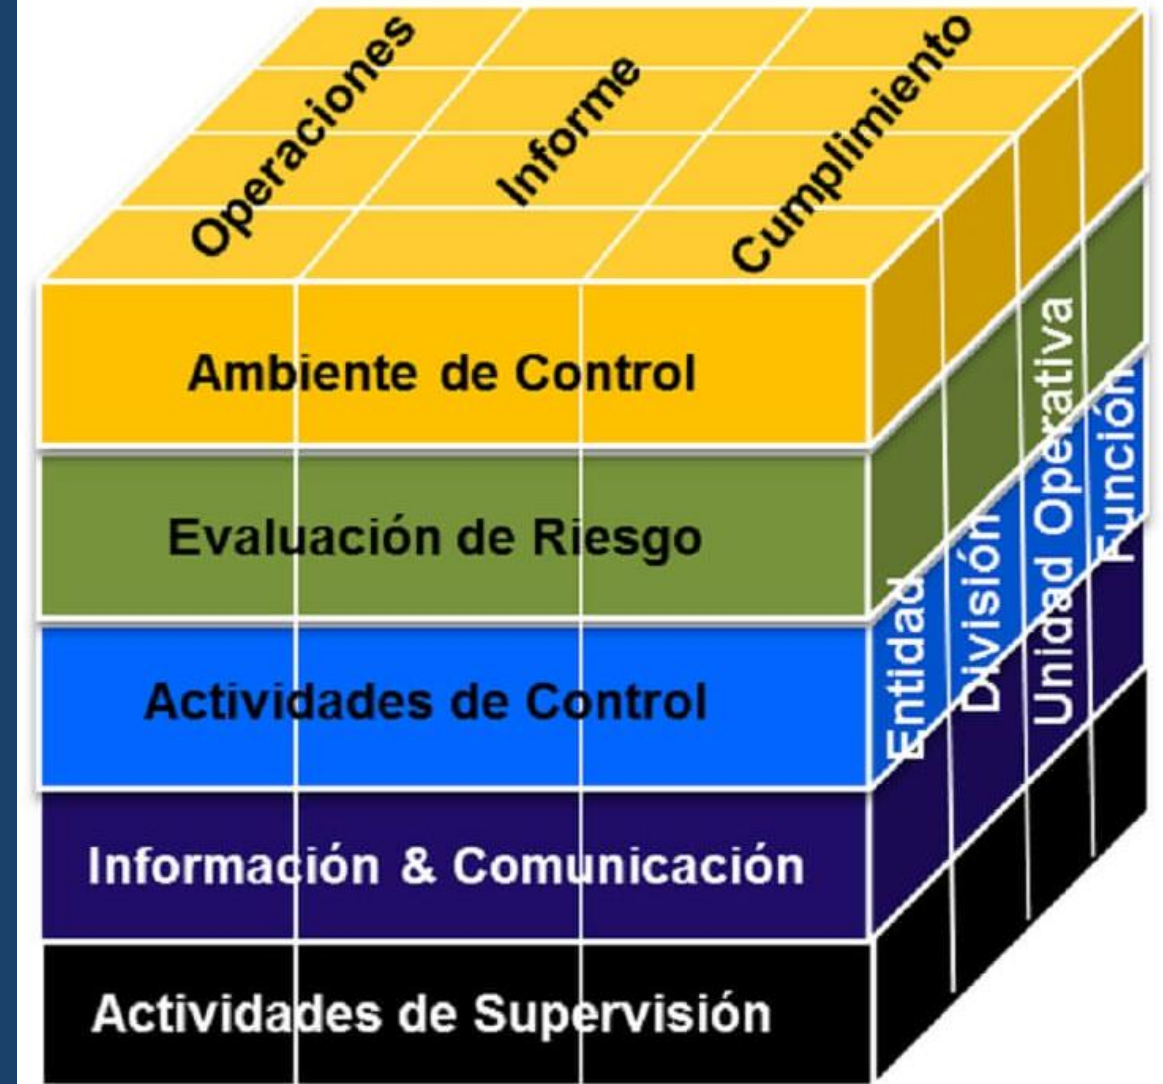 Operaciones
Informe
Cumplimiento
Ambiente de Control
Evaluación de Riesgo
Actividades de Control
Información & Comunicación
Actividades de Supervisión
Entidad
División
Unidad Operativa
Función